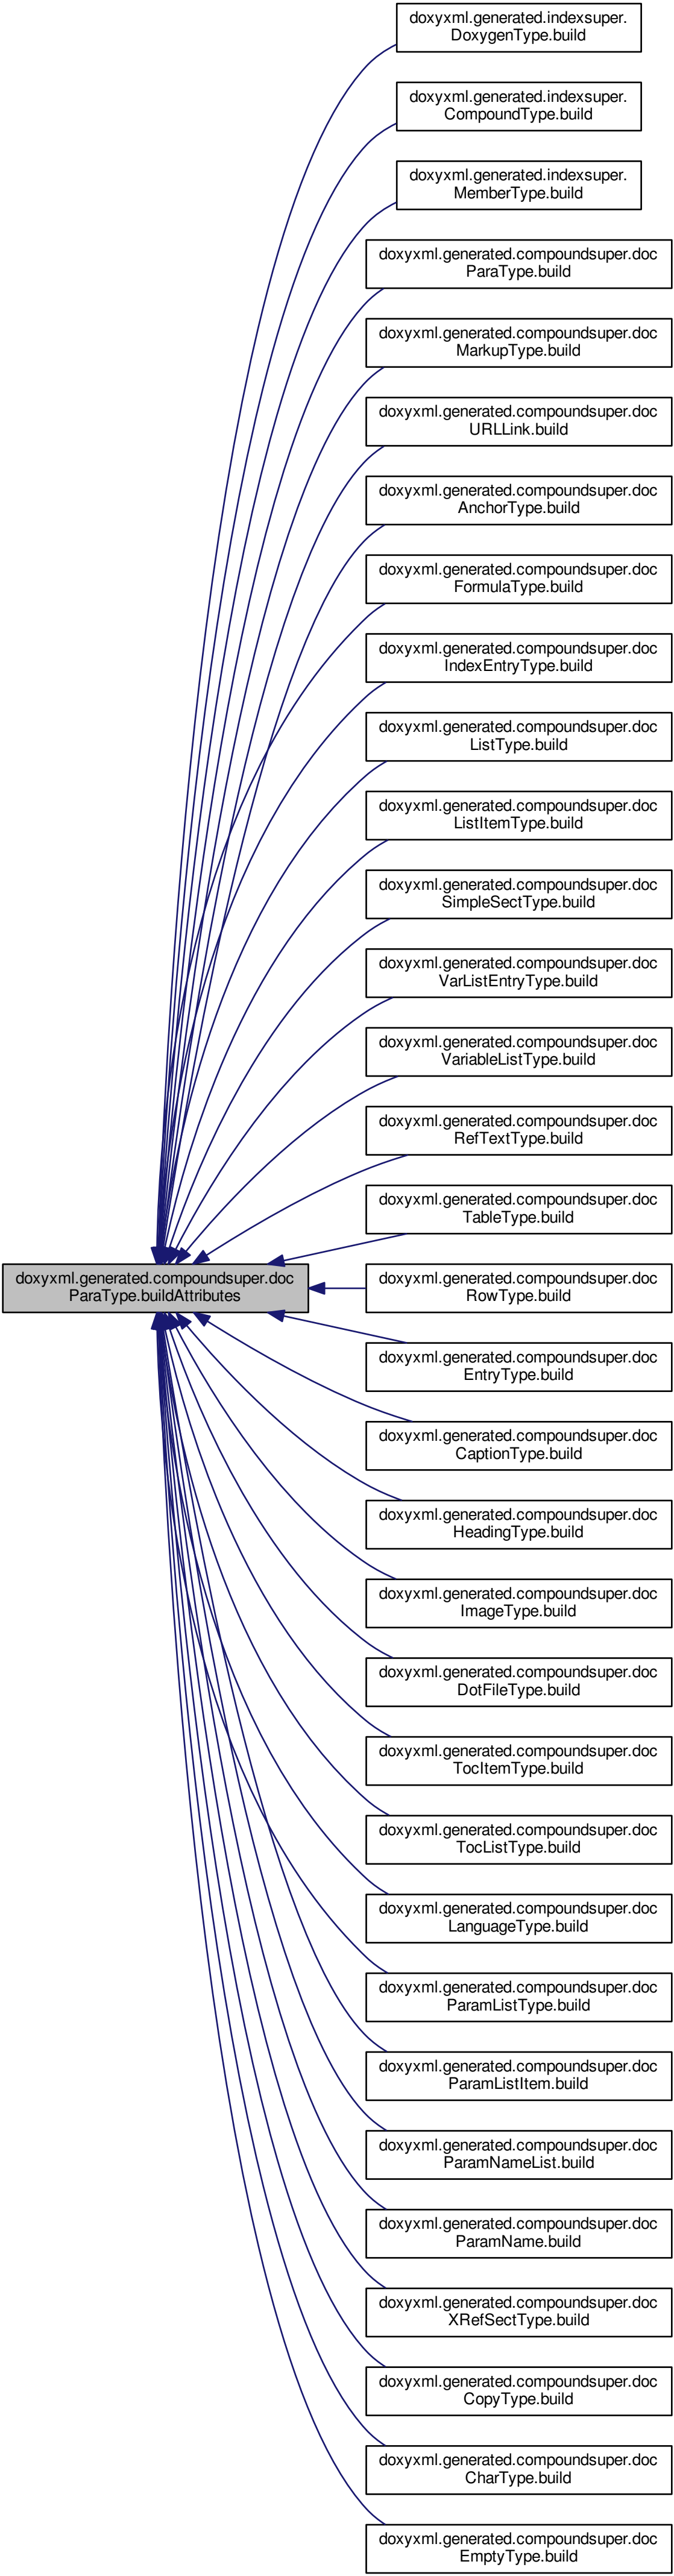 doxyxml.generated.indexsuper.
DoxygenType.build
doxyxml.generated.indexsuper.
CompoundType.build
doxyxml.generated.indexsuper.
MemberType.build
doxyxml.generated.compoundsuper.doc
ParaType.build
doxyxml.generated.compoundsuper.doc
MarkupType.build
doxyxml.generated.compoundsuper.doc
URLLink.build
doxyxml.generated.compoundsuper.doc
AnchorType.build
doxyxml.generated.compoundsuper.doc
FormulaType.build
doxyxml.generated.compoundsuper.doc
IndexEntryType.build
doxyxml.generated.compoundsuper.doc
ListType.build
doxyxml.generated.compoundsuper.doc
ListItemType.build
doxyxml.generated.compoundsuper.doc
SimpleSectType.build
doxyxml.generated.compoundsuper.doc
VarListEntryType.build
doxyxml.generated.compoundsuper.doc
VariableListType.build
doxyxml.generated.compoundsuper.doc
RefTextType.build
doxyxml.generated.compoundsuper.doc
TableType.build
doxyxml.generated.compoundsuper.doc
ParaType.buildAttributes
doxyxml.generated.compoundsuper.doc
RowType.build
doxyxml.generated.compoundsuper.doc
EntryType.build
doxyxml.generated.compoundsuper.doc
CaptionType.build
doxyxml.generated.compoundsuper.doc
HeadingType.build
doxyxml.generated.compoundsuper.doc
ImageType.build
doxyxml.generated.compoundsuper.doc
DotFileType.build
doxyxml.generated.compoundsuper.doc
TocItemType.build
doxyxml.generated.compoundsuper.doc
TocListType.build
doxyxml.generated.compoundsuper.doc
LanguageType.build
doxyxml.generated.compoundsuper.doc
ParamListType.build
doxyxml.generated.compoundsuper.doc
ParamListItem.build
doxyxml.generated.compoundsuper.doc
ParamNameList.build
doxyxml.generated.compoundsuper.doc
ParamName.build
doxyxml.generated.compoundsuper.doc
XRefSectType.build
doxyxml.generated.compoundsuper.doc
CopyType.build
doxyxml.generated.compoundsuper.doc
CharType.build
doxyxml.generated.compoundsuper.doc
EmptyType.build